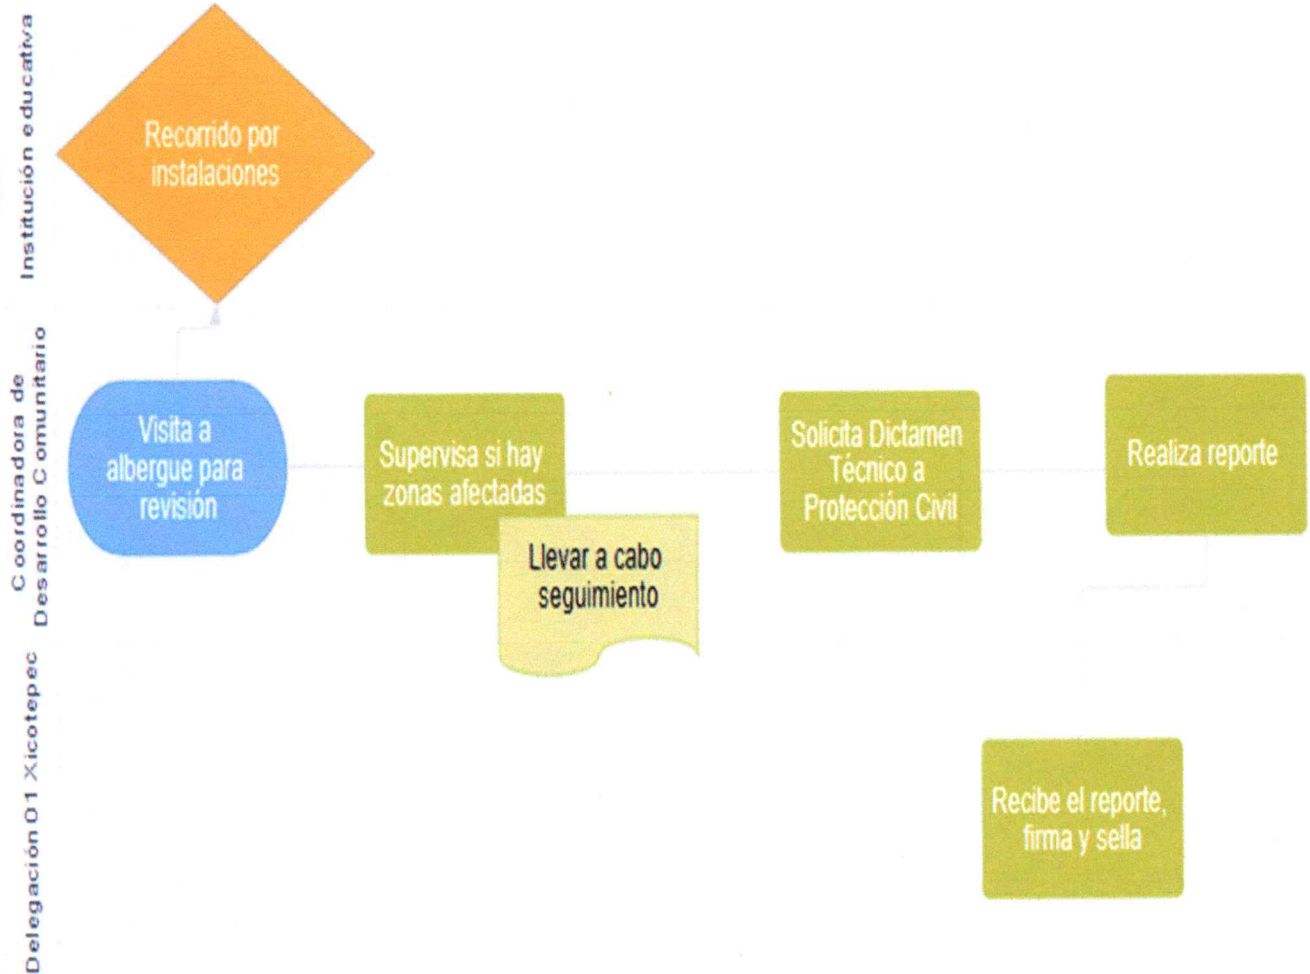 Institución educativa
Recorrido por
instalaciones
Coordinadora de
Desarrollo Comunitario
Visita a
albergue para
revisión
Supervisa si hay
zonas afectadas
Llevar a cabo
seguimiento
Solicita Dictamen
Técnico a
Protección Civil
Realiza reporte
Delegación 01 Xicotepec
Recibe el reporte,
firma y sella